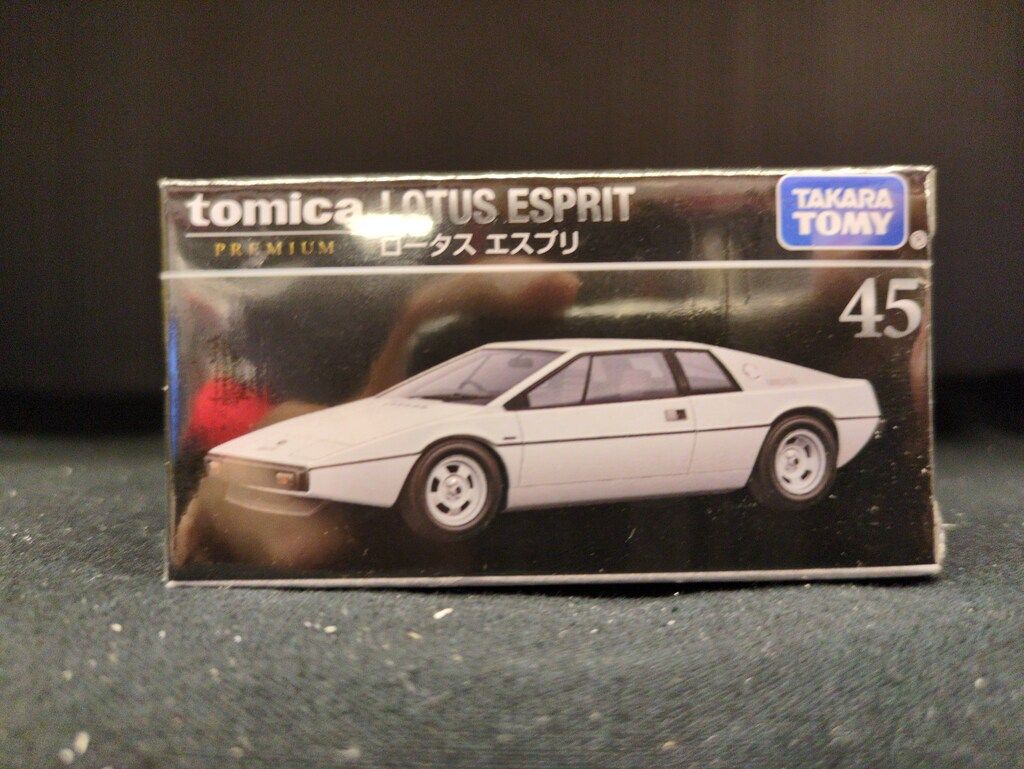 tomica LOTUS ESPRIT
PREMIUM ロータス エスプリ
TAKARA
TOMY
45